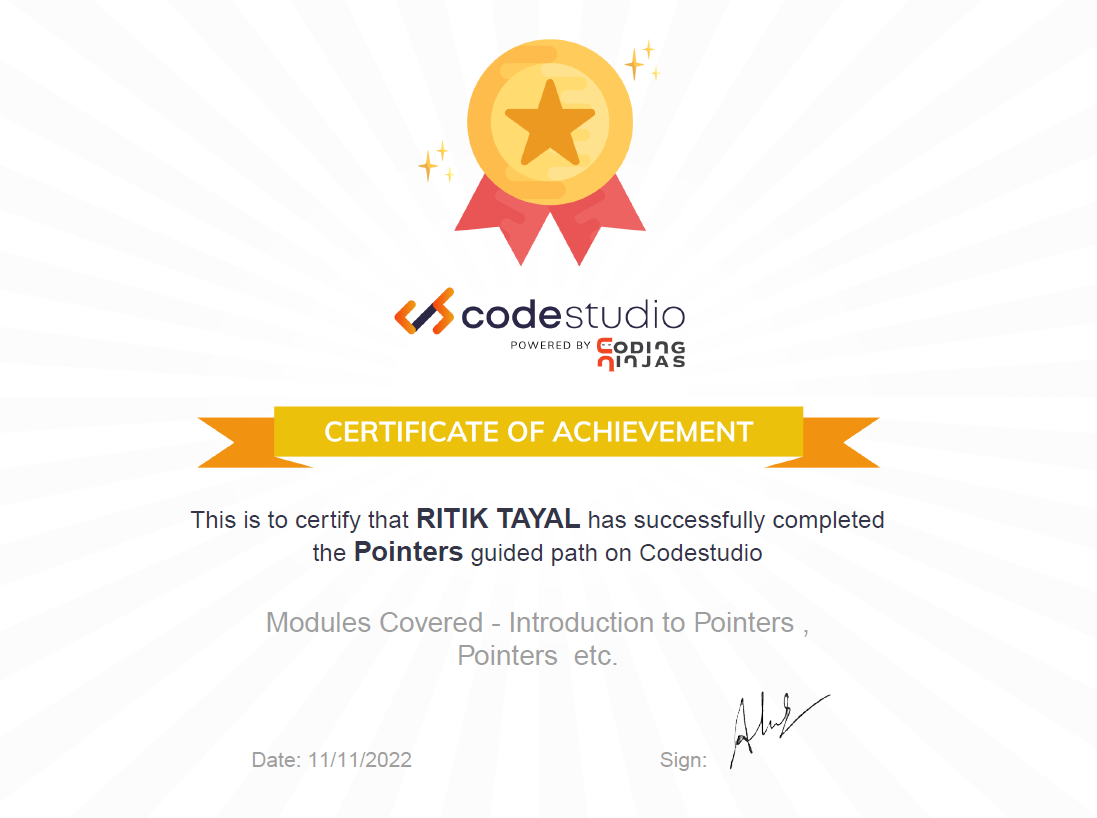 codestudio
POWERED BY CODING
NINJAS
CERTIFICATE OF ACHIEVEMENT
This is to certify that RITIK TAYAL has successfully completed
the Pointers guided path on Codestudio
Modules Covered - Introduction to Pointers ,
Pointers etc.
Date: 11/11/2022 Sign: